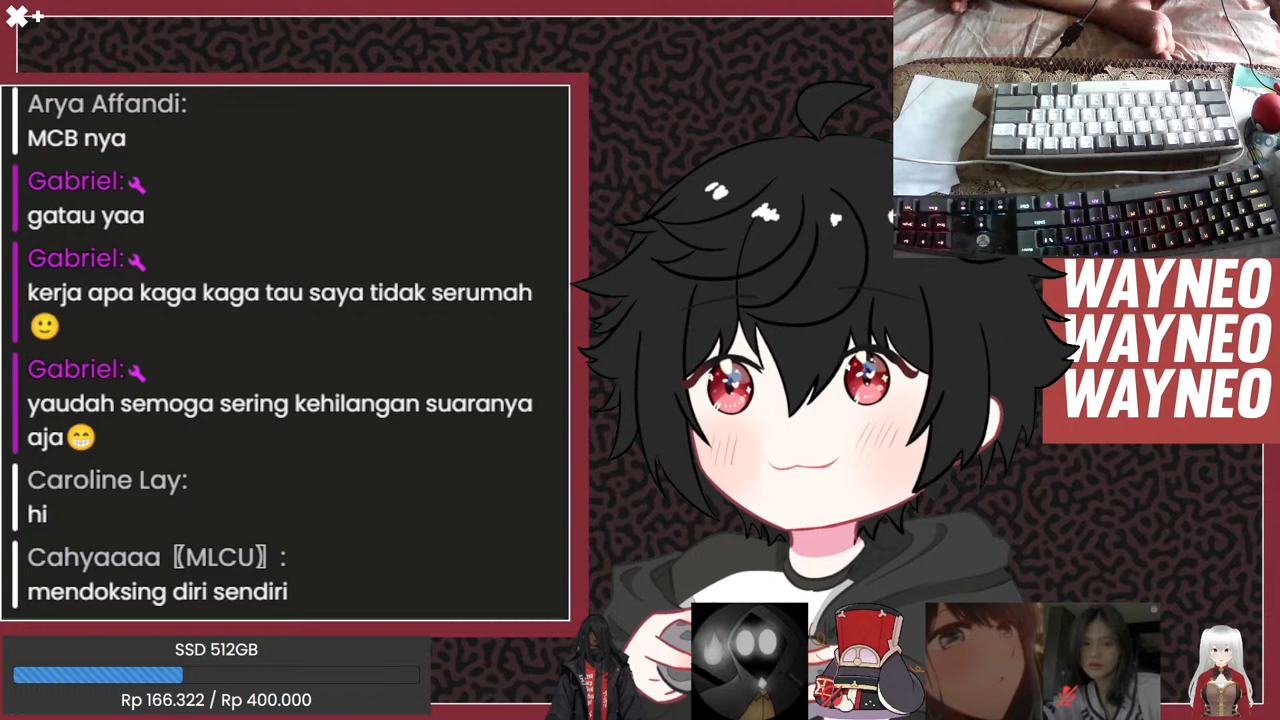 Arya Affandi:
MCB nya
Gabriel:
gatau yaa
Gabriel:
kerja apa kaga kaga tau saya tidak serumah
🙂
Gabriel:
yaudah semoga sering kehilangan suaranya
aja😁
Caroline Lay:
hi
Cahyaaaa〖MLCU〗:
mendoksing diri sendiri
SSD 512GB
Rp 166.322 / Rp 400.000
WAYNEO
WAYNEO
WAYNEO